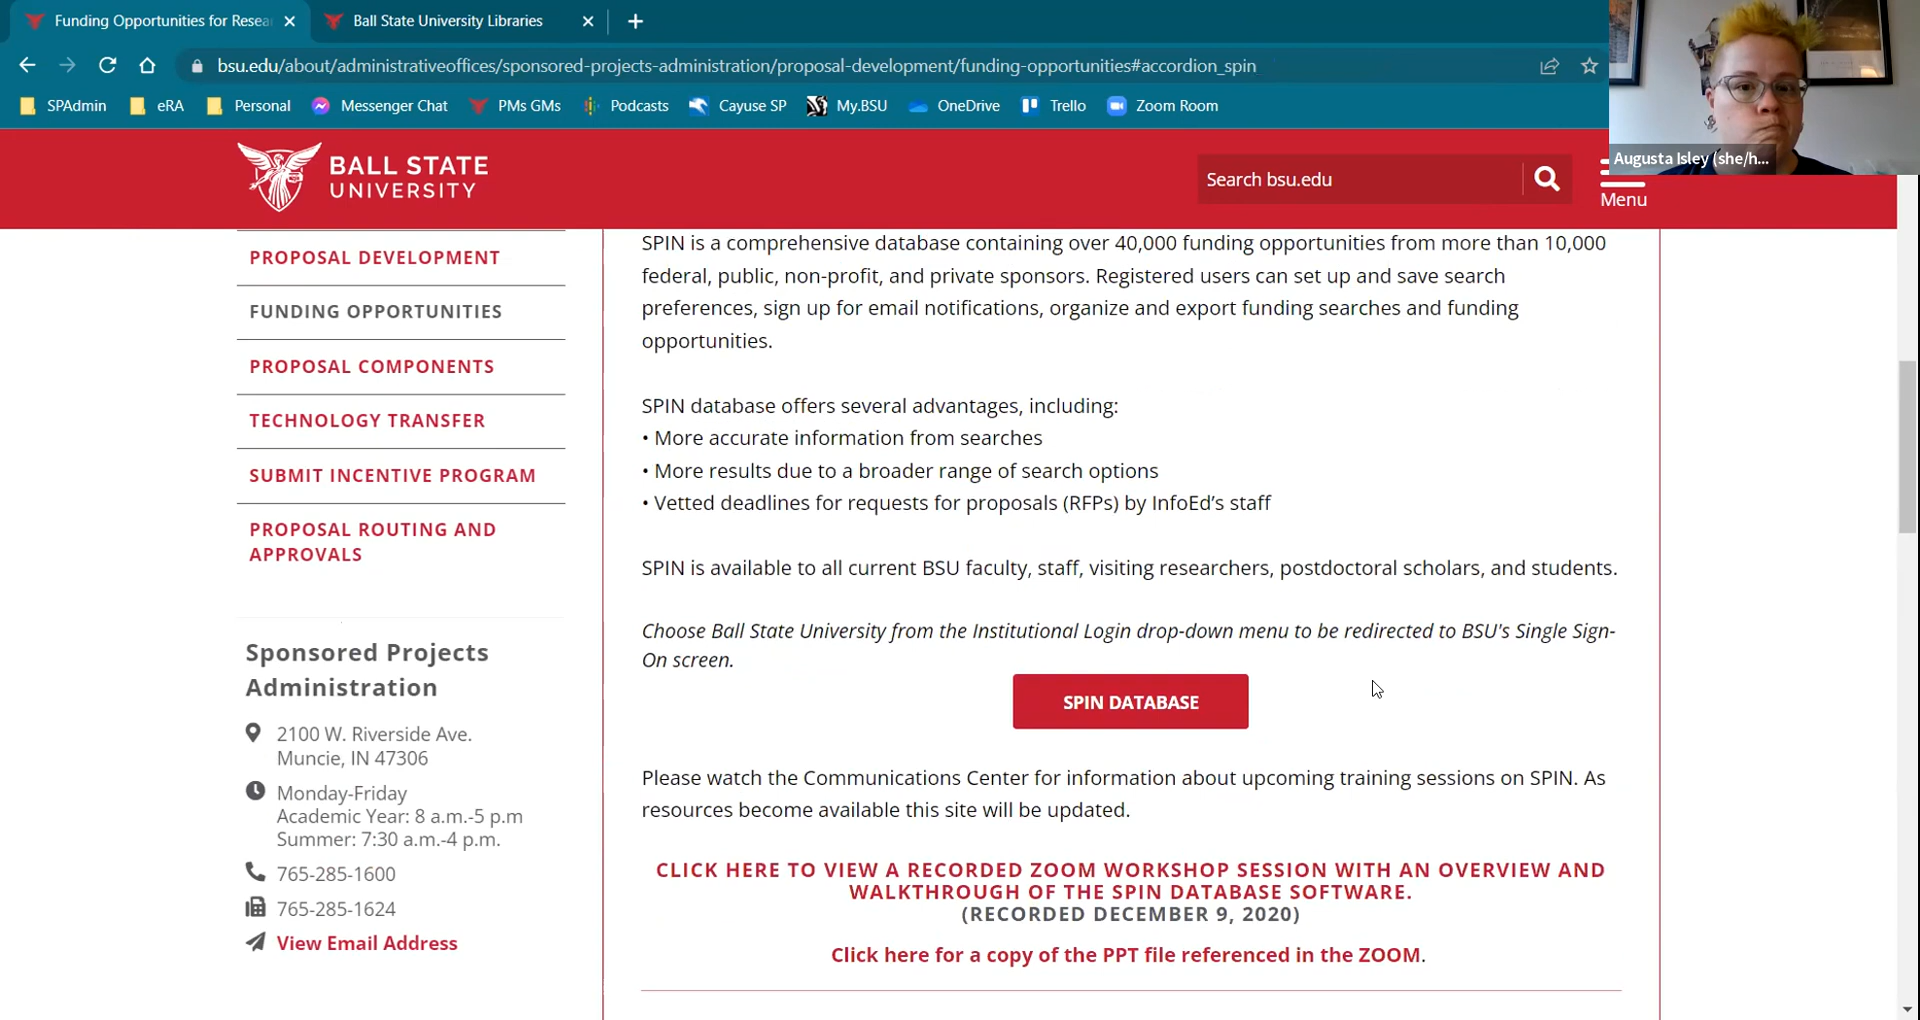 Funding Opportunities for Resea
Ball State University Libraries
bsu.edu/about/administrativeoffices/sponsored-projects-administration/proposal-development/funding-opportunities#accordion_spin
SPAdmin
eRA
Personal
Messenger Chat
PMs GMs
Podcasts
Cayuse SP
My.BSU
OneDrive
Trello
Zoom Room
Augusta Isley (she/h...
BALL STATE
UNIVERSITY
Search bsu.edu
Menu
PROPOSAL DEVELOPMENT
FUNDING OPPORTUNITIES
PROPOSAL COMPONENTS
TECHNOLOGY TRANSFER
SUBMIT INCENTIVE PROGRAM
PROPOSAL ROUTING AND
APPROVALS
Sponsored Projects
Administration
2100 W. Riverside Ave.
Muncie, IN 47306
Monday-Friday
Academic Year: 8 a.m.-5 p.m
Summer: 7:30 a.m.-4 p.m.
765-285-1600
765-285-1624
View Email Address
SPIN is a comprehensive database containing over 40,000 funding opportunities from more than 10,000
federal, public, non-profit, and private sponsors. Registered users can set up and save search
preferences, sign up for email notifications, organize and export funding searches and funding
opportunities.
SPIN database offers several advantages, including:
• More accurate information from searches
• More results due to a broader range of search options
• Vetted deadlines for requests for proposals (RFPs) by InfoEd’s staff
SPIN is available to all current BSU faculty, staff, visiting researchers, postdoctoral scholars, and students.
Choose Ball State University from the Institutional Login drop-down menu to be redirected to BSU's Single Sign-
On screen.
SPIN DATABASE
Please watch the Communications Center for information about upcoming training sessions on SPIN. As
resources become available this site will be updated.
CLICK HERE TO VIEW A RECORDED ZOOM WORKSHOP SESSION WITH AN OVERVIEW AND
WALKTHROUGH OF THE SPIN DATABASE SOFTWARE.
(RECORDED DECEMBER 9, 2020)
Click here for a copy of the PPT file referenced in the ZOOM.